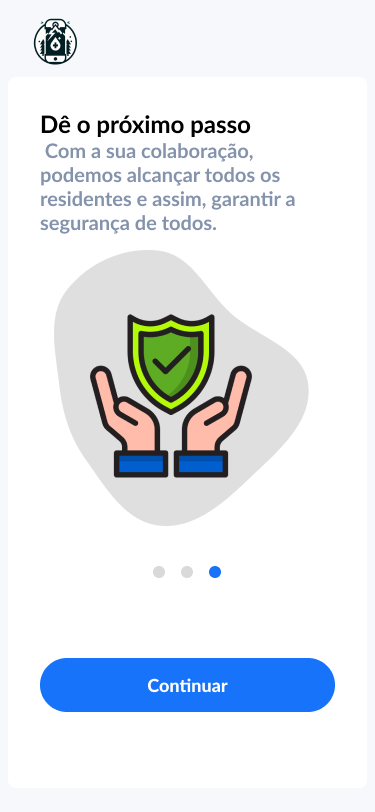 Dê o próximo passo
Com a sua colaboração,
podemos alcançar todos os
residentes e assim, garantir a
segurança de todos.
Continuar